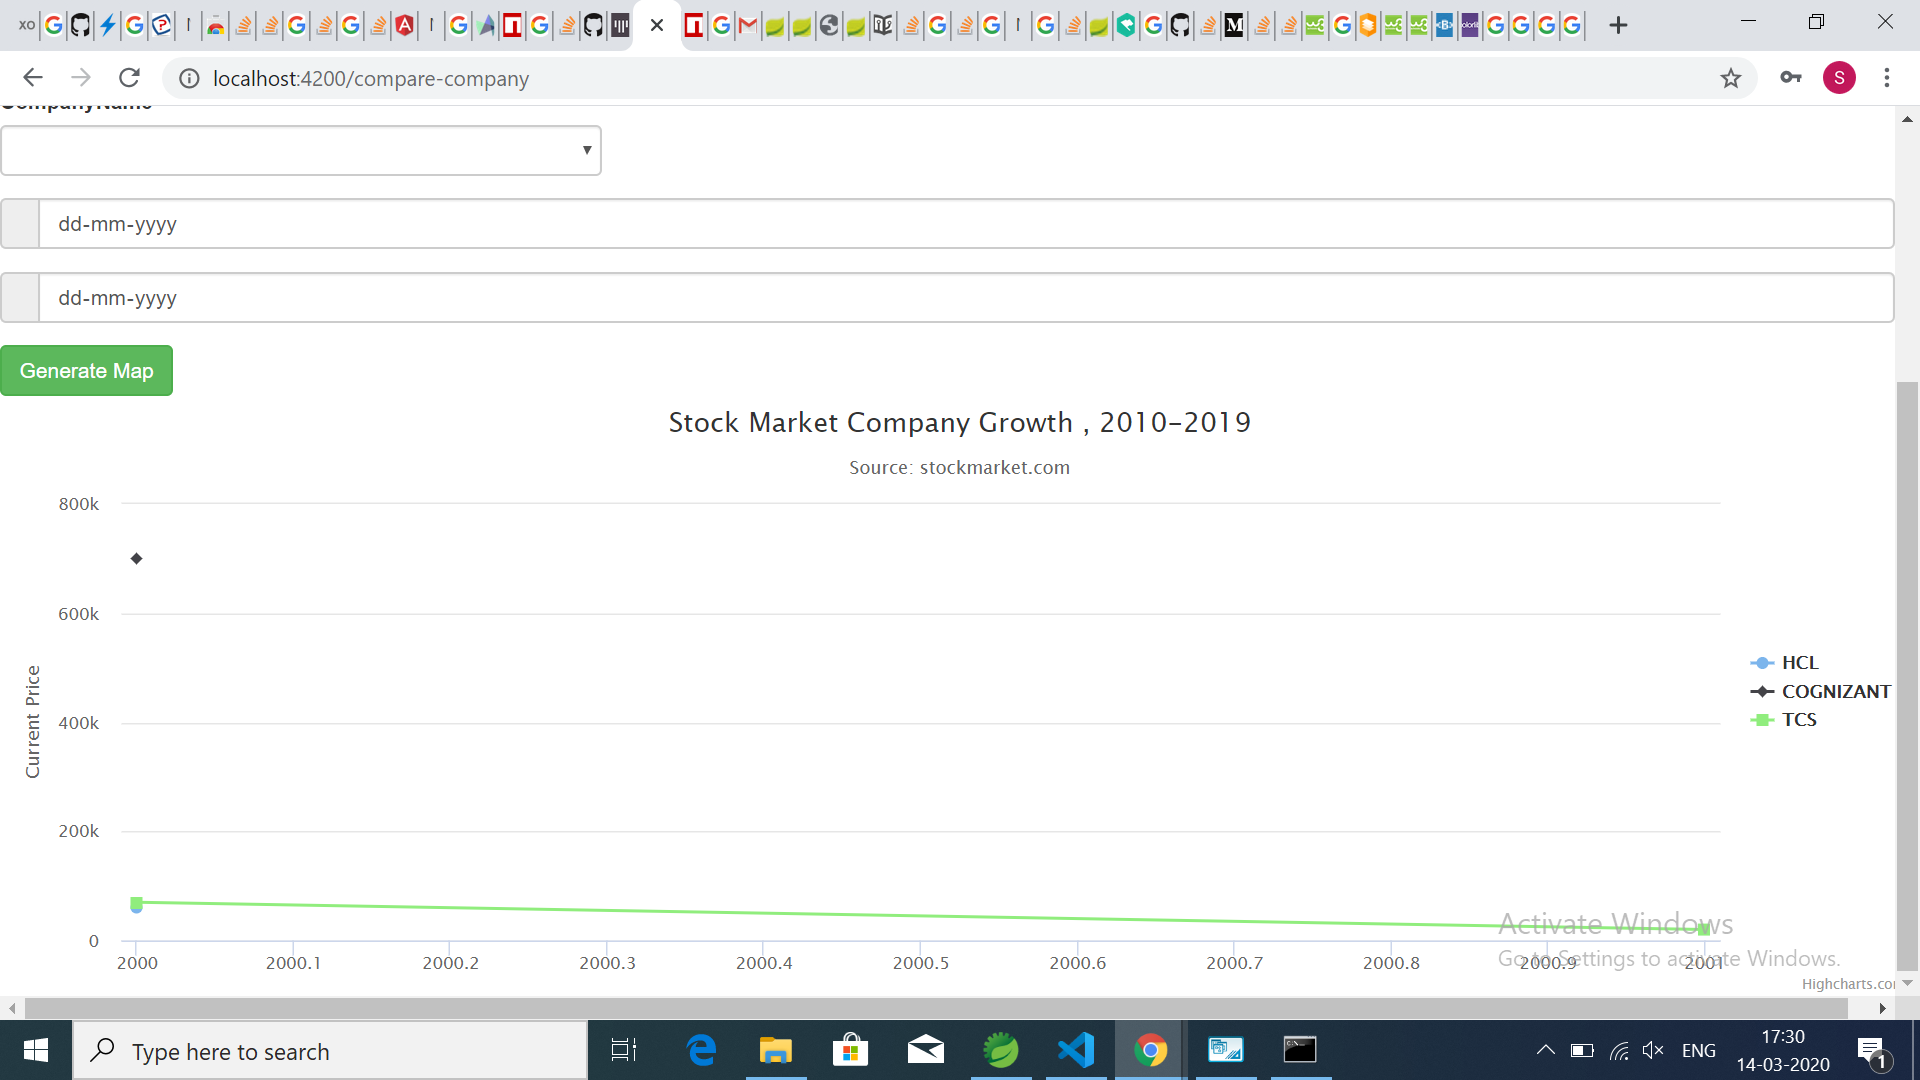 localhost:4200/compare-company
CompanyName
dd-mm-yyyy
dd-mm-yyyy
Generate Map
Stock Market Company Growth , 2010-2019
Source: stockmarket.com
800k
600k
400k
200k
0
Current Price
HCL
COGNIZANT
TCS
2000 2000.1 2000.2 2000.3 2000.4 2000.5 2000.6 2000.7 2000.8 2000.9 2001
Activate Windows
Go to Settings to activate Windows.
Highcharts.co
Type here to search
ENG
17:30
14-03-2020
1